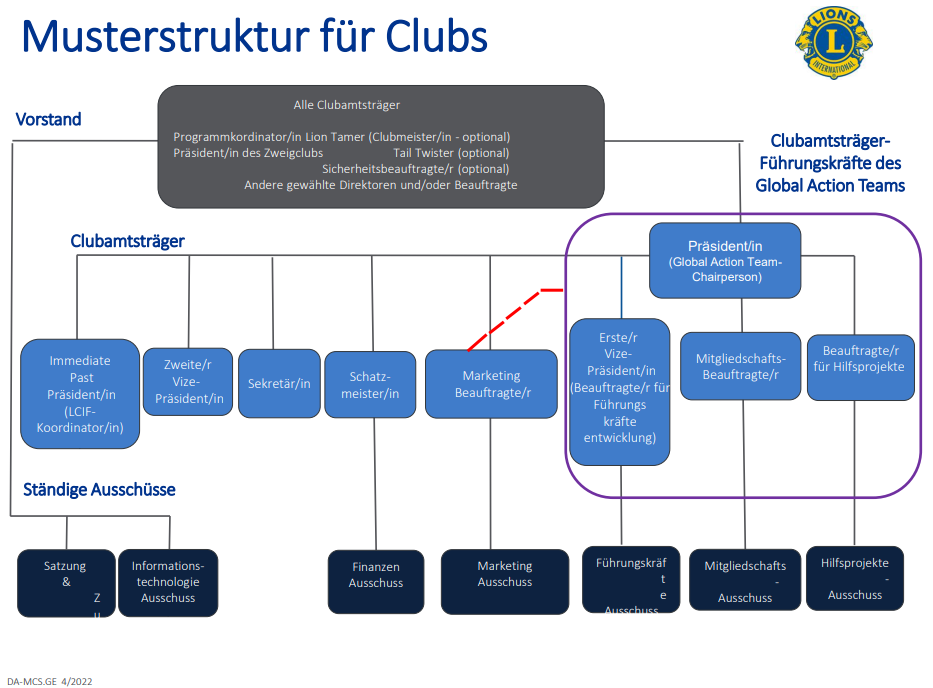 Musterstruktur für Clubs
LIONS
L
INTERNATIONAL
Vorstand
Alle Clubamtsträger
Programmkordinator/in Lion Tamer (Clubmeister/in - optional)
Präsident/in des Zweigclubs Tail Twister (optional)
Sicherheitsbeauftragte/r (optional)
Andere gewählte Direktoren und/oder Beauftragte
Clubamtsträger-
Führungskräfte des
Global Action Teams
Clubamtsträger
Präsident/in
(Global Action Team-
Chairperson)
Immediate
Past
Präsident/in
(LCIF-
Koordinator/in)
Zweite/r
Vize-
Präsident/in
Sekretär/in
Schatz-
meister/in
Marketing
Beauftragte/r
Erste/r
Vize-
Präsident/in
(Beauftragte/r für
Führungs
kräfte
entwicklung)
Mitgliedschafts-
Beauftragte/r
Beauftragte/r
für Hilfsprojekte
Ständige Ausschüsse
Satzung
&
Z
u
Informations-
technologie
Ausschuss
Finanzen
Ausschuss
Marketing
Ausschuss
Führungskräf
t
e
Ausschuss
Mitgliedschafts
-
Ausschuss
Hilfsprojekte
-
Ausschuss
DA-MCS.GE 4/2022